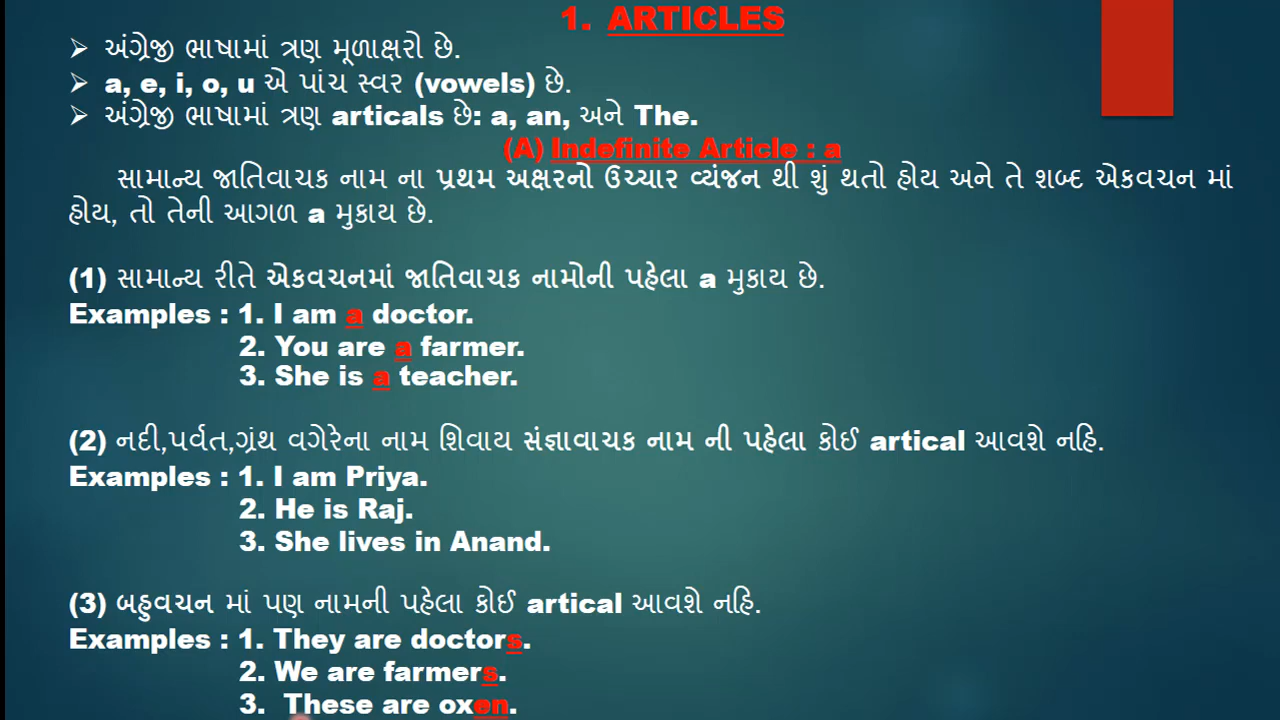 1. ARTICLES
➢ અંગ્રેજી ભાષામાં ત્રણ મૂળાક્ષરો છે.
➢ a, e, i, o, u એ પાંચ સ્વર (vowels) છે.
➢ અંગ્રેજી ભાષામાં ત્રણ articals છે: a, an, અને The.
(A) Indefinite Article : a
સામાન્ય જાતિવાચક નામ ના પ્રથમ અક્ષરનો ઉચ્ચાર વ્યંજન થી શું થતો હોય અને તે શબ્દ એકવચન માં
હોય, તો તેની આગળ a મુકાય છે.
(1) સામાન્ય રીતે એકવચનમાં જાતિવાચક નામોની પહેલા a મુકાય છે.
Examples : 1. I am a doctor.
2. You are a farmer.
3. She is a teacher.
(2) નદી,પર્વત,ગ્રંથ વગેરેના નામ શિવાય સંજ્ઞાવાચક નામ ની પહેલા કોઈ artical આવશે નહિ.
Examples : 1. I am Priya.
2. He is Raj.
3. She lives in Anand.
(3) બહુવચન માં પણ નામની પહેલા કોઈ artical આવશે નહિ.
Examples : 1. They are doctors.
2. We are farmers.
3. These are oxen.